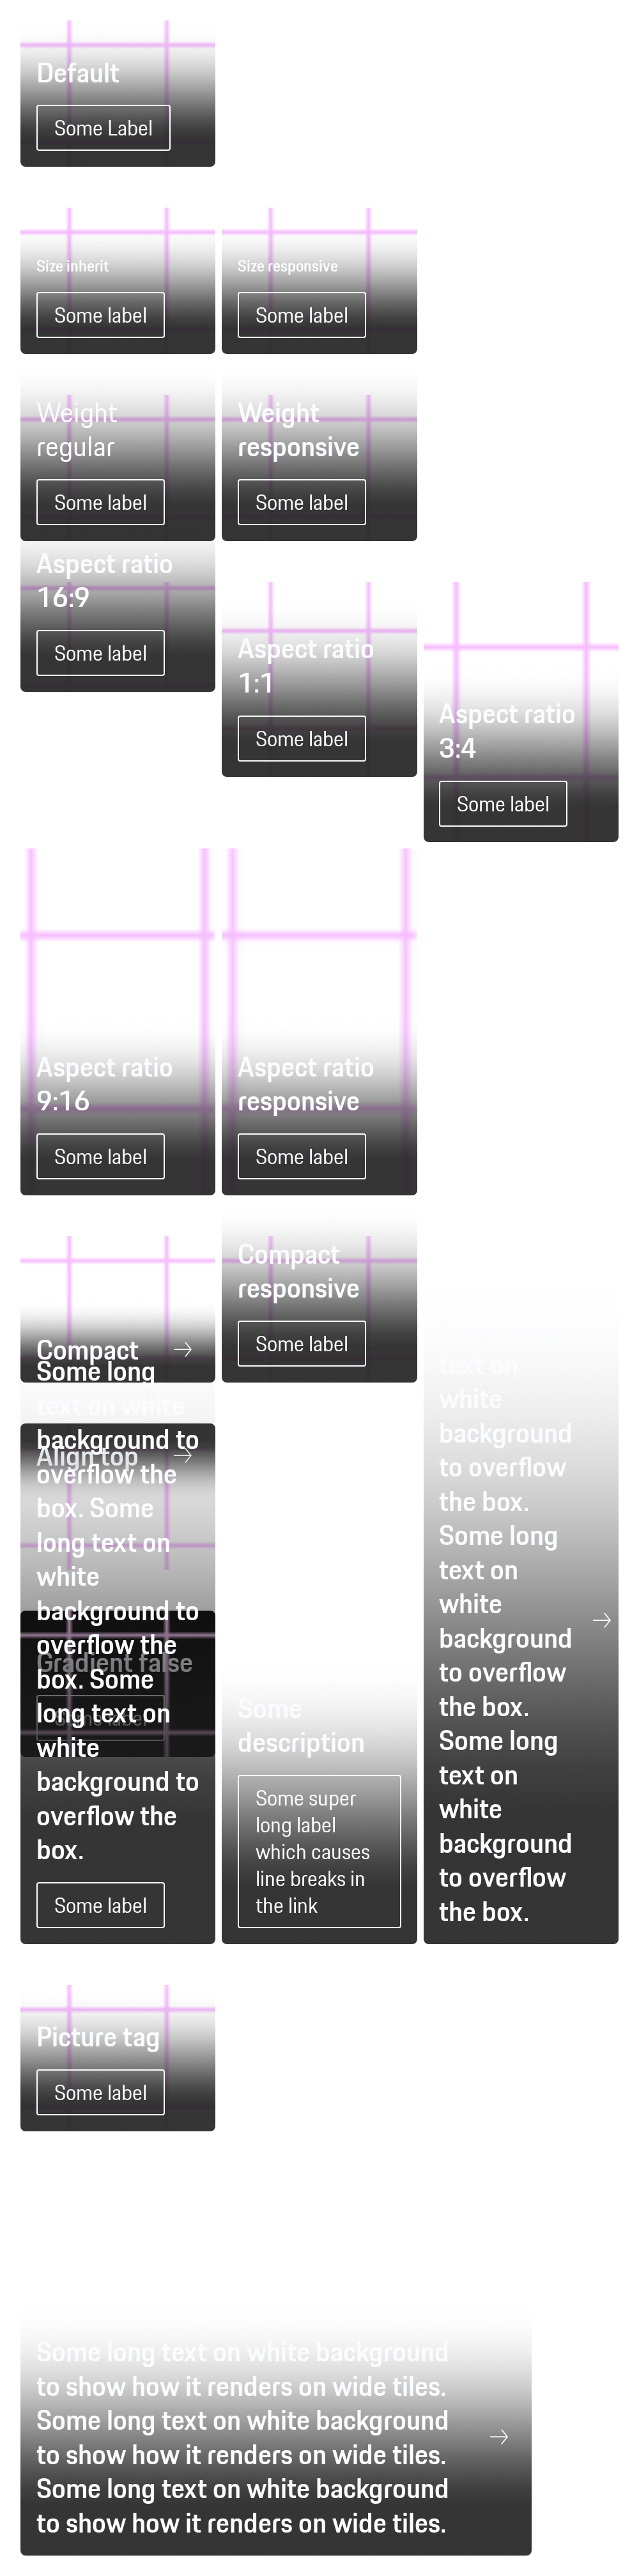 Default
Some Label
Size inherit
Some label
Size responsive
Some label
Weight
regular
Some label
Weight
responsive
Some label
Aspect ratio
16:9
Some label
Aspect ratio
1:1
Some label
Aspect ratio
3:4
Some label
Aspect ratio
9:16
Some label
Aspect ratio
responsive
Some label
Compact
Compact
responsive
Some label
Some long
text on white
background to
overflow the
box. Some
long text on
white
background to
overflow the
box. Some
long text on
white
background to
overflow the
box.
Some label
Align top
Gradient false
Some label
Some
description
Some super
long label
which causes
line breaks in
the link
text on
white
background
to overflow
the box.
Some long
text on
white
background
to overflow
the box.
Some long
text on
white
background
to overflow
the box.
Picture tag
Some label
Some long text on white background
to show how it renders on wide tiles.
Some long text on white background
to show how it renders on wide tiles.
Some long text on white background
to show how it renders on wide tiles.